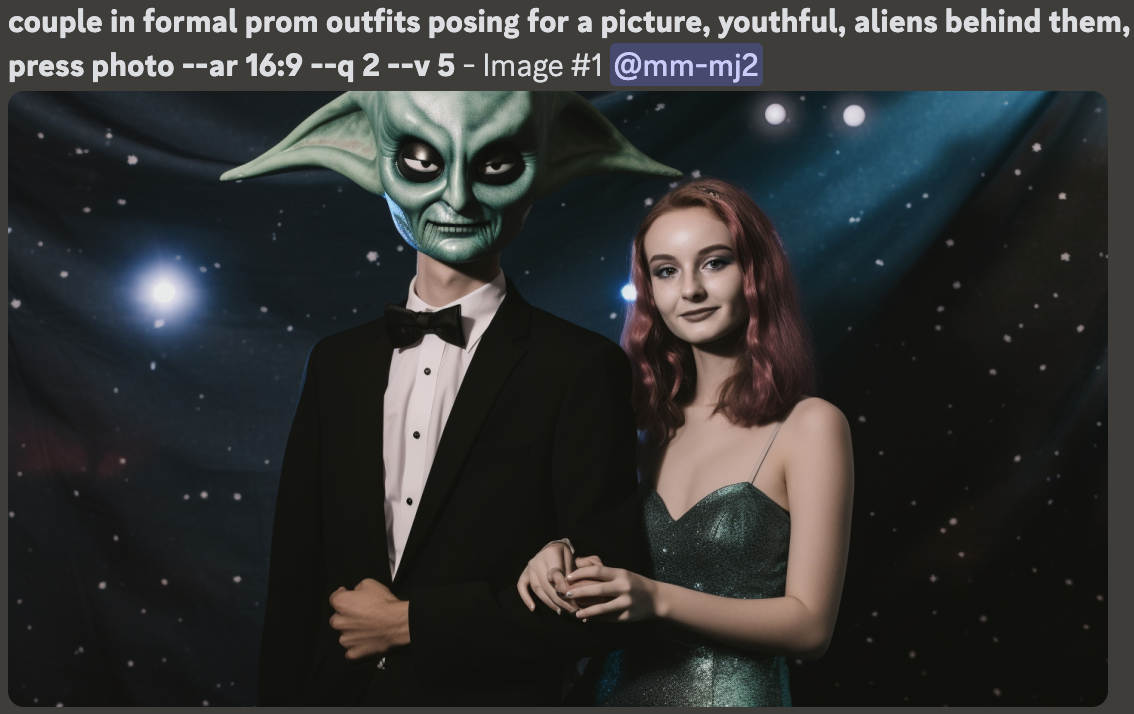 couple in formal prom outfits posing for a picture, youthful, aliens behind them,
press photo --ar 16:9 --q 2 --v 5 - Image #1 @mm-mj2